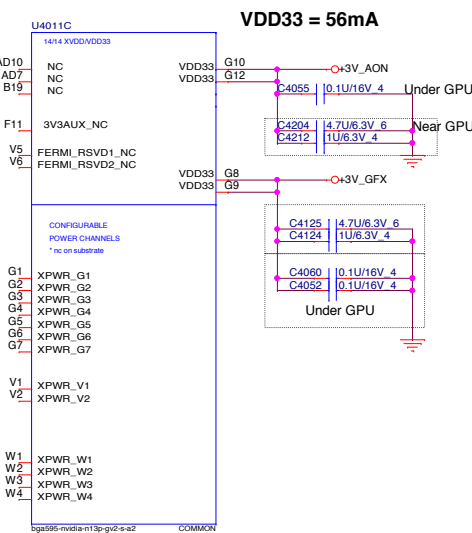 VDD33 = 56mA
U4011C
14/14 XVDD/VDD33
AD10 NC VDD33 G10 +3V_AON
AD7 NC VDD33 G12
B19 NC
C4055 0.1U/16V_4 Under GPU
F11 3V3AUX_NC
C4204 4.7U/6.3V_6 Near GPU
C4212 1U/6.3V_4
V5 FERMI_RSVD1_NC
V6 FERMI_RSVD2_NC
VDD33 G8 +3V_GFX
VDD33 G9
CONFIGURABLE
POWER CHANNELS
* nc on substrate
C4125 4.7U/6.3V_6
C4124 1U/6.3V_4
C4060 0.1U/16V_4
C4052 0.1U/16V_4
Under GPU
G1 XPWR_G1
G2 XPWR_G2
G3 XPWR_G3
G4 XPWR_G4
G5 XPWR_G5
G6 XPWR_G6
G7 XPWR_G7
V1 XPWR_V1
V2 XPWR_V2
W1 XPWR_W1
W2 XPWR_W2
W3 XPWR_W3
W4 XPWR_W4
bga595-nvidia-n13p-gv2-s-a2 COMMON